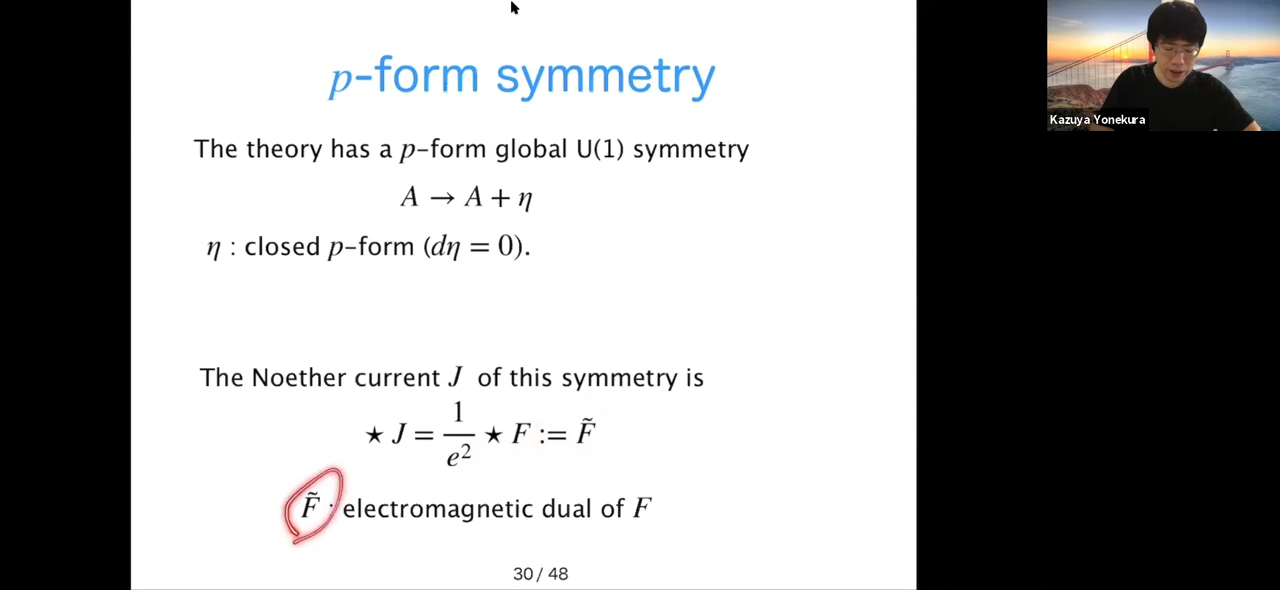 p-form symmetry
The theory has a p-form global U(1) symmetry
A → A + η
η : closed p-form (dη = 0).
The Noether current J of this symmetry is
⋆ J = 1/e² ⋆ F := F̃
F̃ : electromagnetic dual of F
30 / 48
Kazuya Yonekura